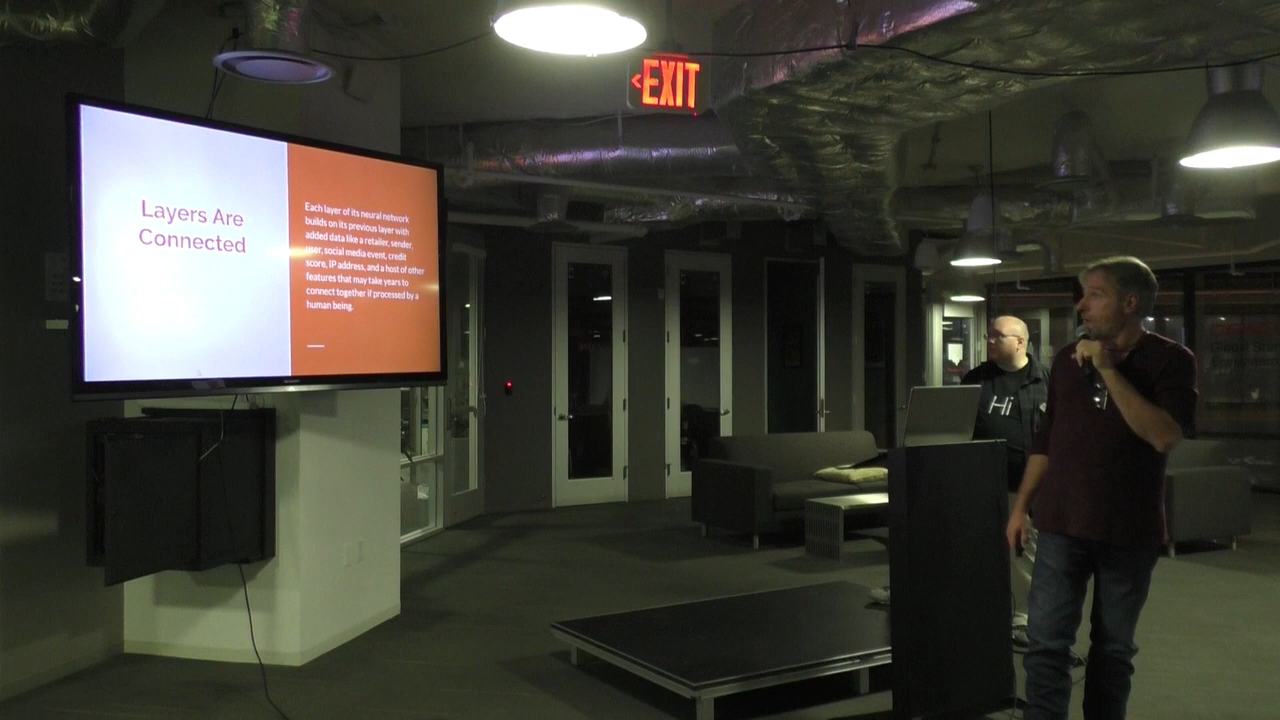 EXIT
Layers Are
Connected
Each layer of its neural network
builds on its previous layer with
added data like a retailer, sender,
user, social media event, credit
score, IP address, and a host of other
features that may take years to
connect together if processed by a
human being.
Hi